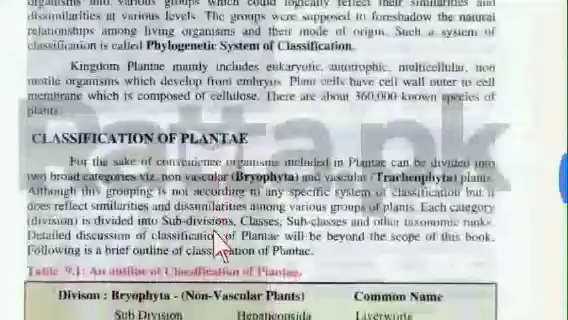 organisms into various groups which could logically reflect their similarities and
dissimilarities at various levels. The groups were supposed to foreshadow the natural
relationships among living organisms and their mode of origin. Such a system of
classification is called Phylogenetic System of Classification.
Kingdom Plantae mainly includes eukaryotic, autotrophic, multicellular, non
motile organisms which develop from embryos. Plant cells have cell wall outer to cell
membrane which is composed of cellulose. There are about 360,000 known species of
plants.
CLASSIFICATION OF PLANTAE
For the sake of convenience organisms included in Plantae can be divided into
two broad categories viz. non vascular (Bryophyta) and vascular (Tracheophyta) plants.
Although this grouping is not according to any specific system of classification but it
does reflect similarities and dissimilarities among various groups of plants. Each category
(division) is divided into Sub-divisions, Classes, Sub-classes and other taxonomic ranks.
Detailed discussion of classification of Plantae will be beyond the scope of this book.
Following is a brief outline of classification of Plantae.
Table 9.1: An outline of Classification of Plantae.
Divison : Bryophyta - (Non-Vascular Plants) Common Name
Sub Division Hepaticopsida Liverworts